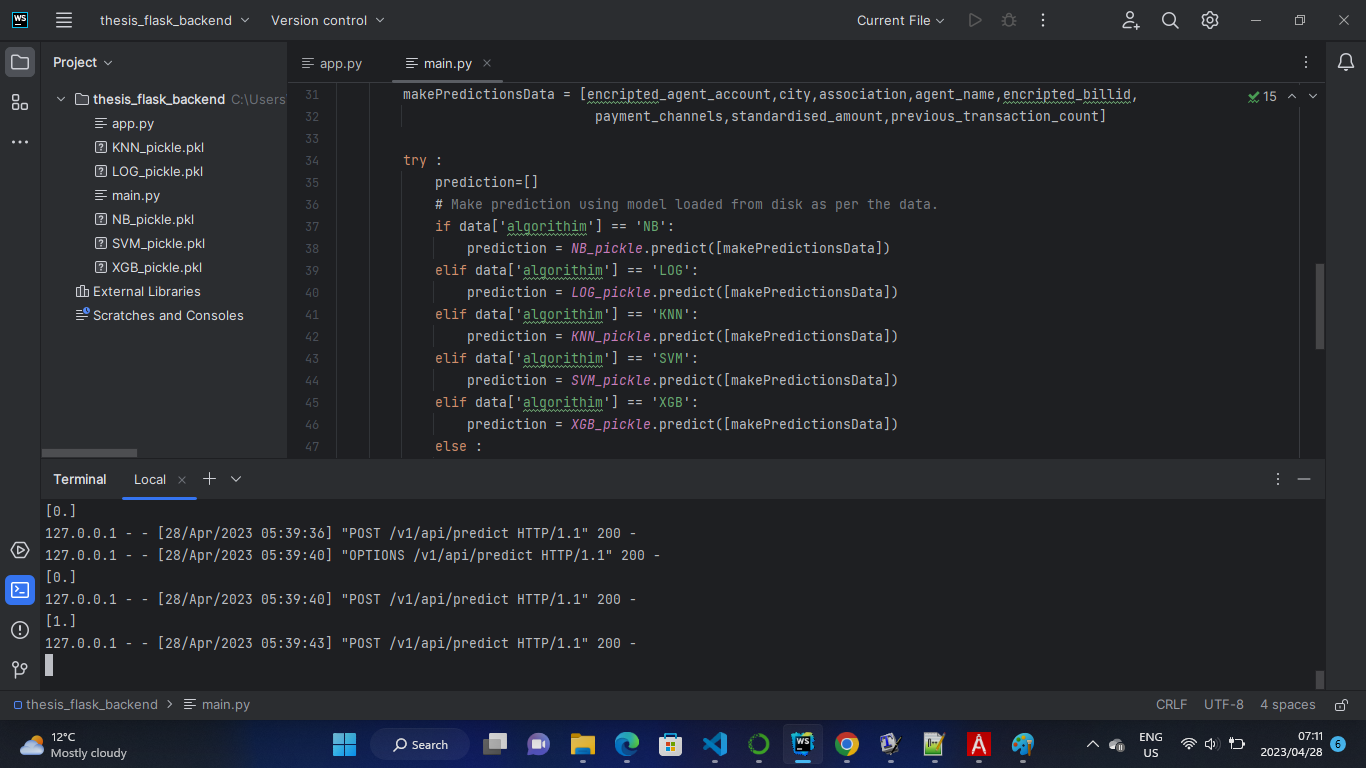 WS
thesis_flask_backend
Version control
Current File
Project
app.py
main.py
thesis_flask_backend C:\Users
app.py
KNN_pickle.pkl
LOG_pickle.pkl
main.py
NB_pickle.pkl
SVM_pickle.pkl
XGB_pickle.pkl
External Libraries
Scratches and Consoles
15
31 makePredictionsData = [encripted_agent_account,city,association,agent_name,encripted_billid,
32 payment_channels,standardised_amount,previous_transaction_count]
33
34 try :
35 prediction=[]
36 # Make prediction using model loaded from disk as per the data.
37 if data['algorithim'] == 'NB':
38 prediction = NB_pickle.predict([makePredictionsData])
39 elif data['algorithim'] == 'LOG':
40 prediction = LOG_pickle.predict([makePredictionsData])
41 elif data['algorithim'] == 'KNN':
42 prediction = KNN_pickle.predict([makePredictionsData])
43 elif data['algorithim'] == 'SVM':
44 prediction = SVM_pickle.predict([makePredictionsData])
45 elif data['algorithim'] == 'XGB':
46 prediction = XGB_pickle.predict([makePredictionsData])
47 else :
Terminal
Local
[0.]
127.0.0.1 - - [28/Apr/2023 05:39:36] "POST /v1/api/predict HTTP/1.1" 200 -
127.0.0.1 - - [28/Apr/2023 05:39:40] "OPTIONS /v1/api/predict HTTP/1.1" 200 -
[0.]
127.0.0.1 - - [28/Apr/2023 05:39:40] "POST /v1/api/predict HTTP/1.1" 200 -
[1.]
127.0.0.1 - - [28/Apr/2023 05:39:43] "POST /v1/api/predict HTTP/1.1" 200 -
thesis_flask_backend > main.py
CRLF UTF-8 4 spaces
12°C
Mostly cloudy
Search
WS
ENG
US
07:11
2023/04/28
6